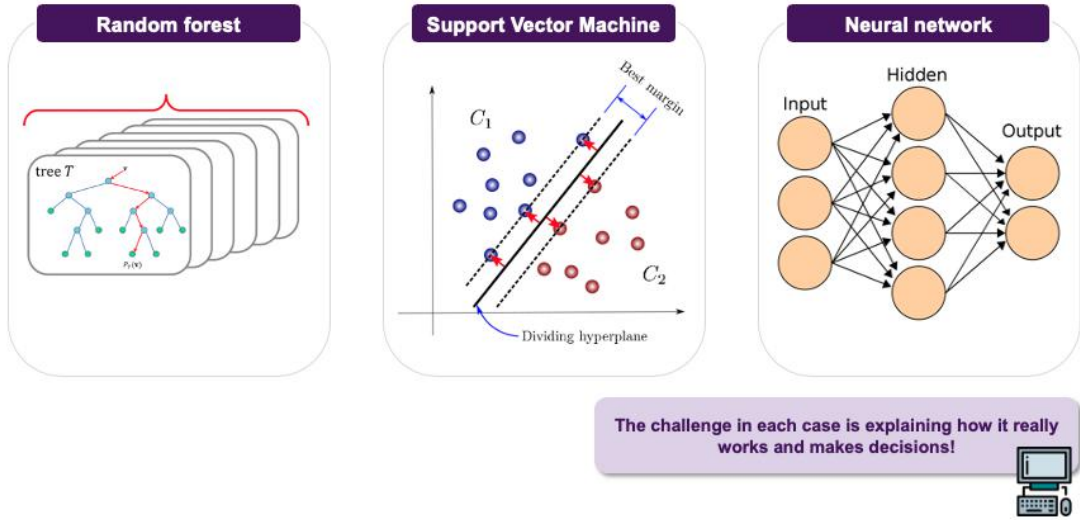 Random forest
tree T
v
P_T(v)
Support Vector Machine
Best margin
C₁
C₂
Dividing hyperplane
Neural network
Hidden
Input
Output
The challenge in each case is explaining how it really
works and makes decisions!